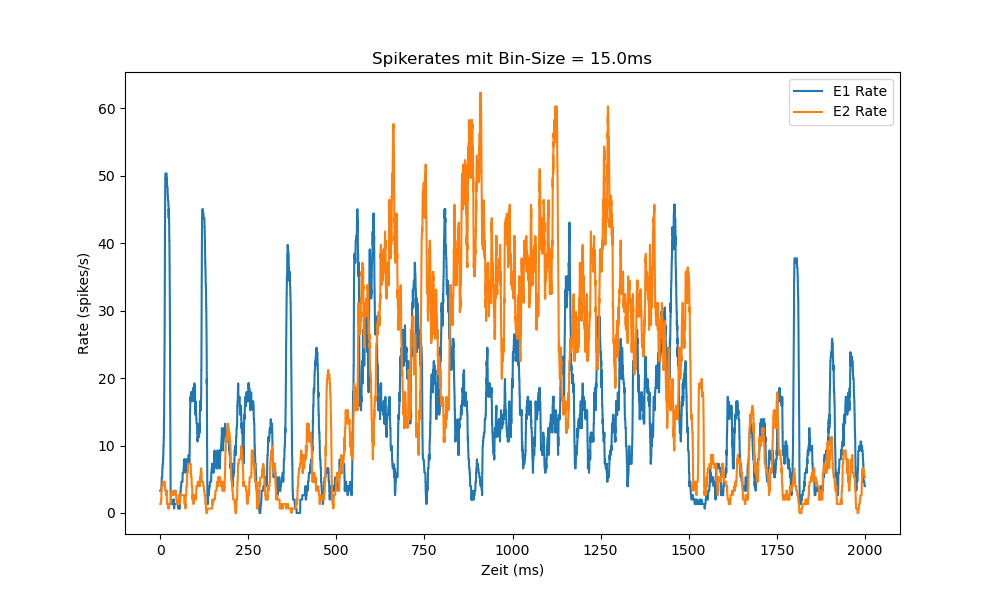 Spikerates mit Bin-Size = 15.0ms
E1 Rate
E2 Rate
60
50
40
30
20
10
0
Rate (spikes/s)
0 250 500 750 1000 1250 1500 1750 2000
Zeit (ms)